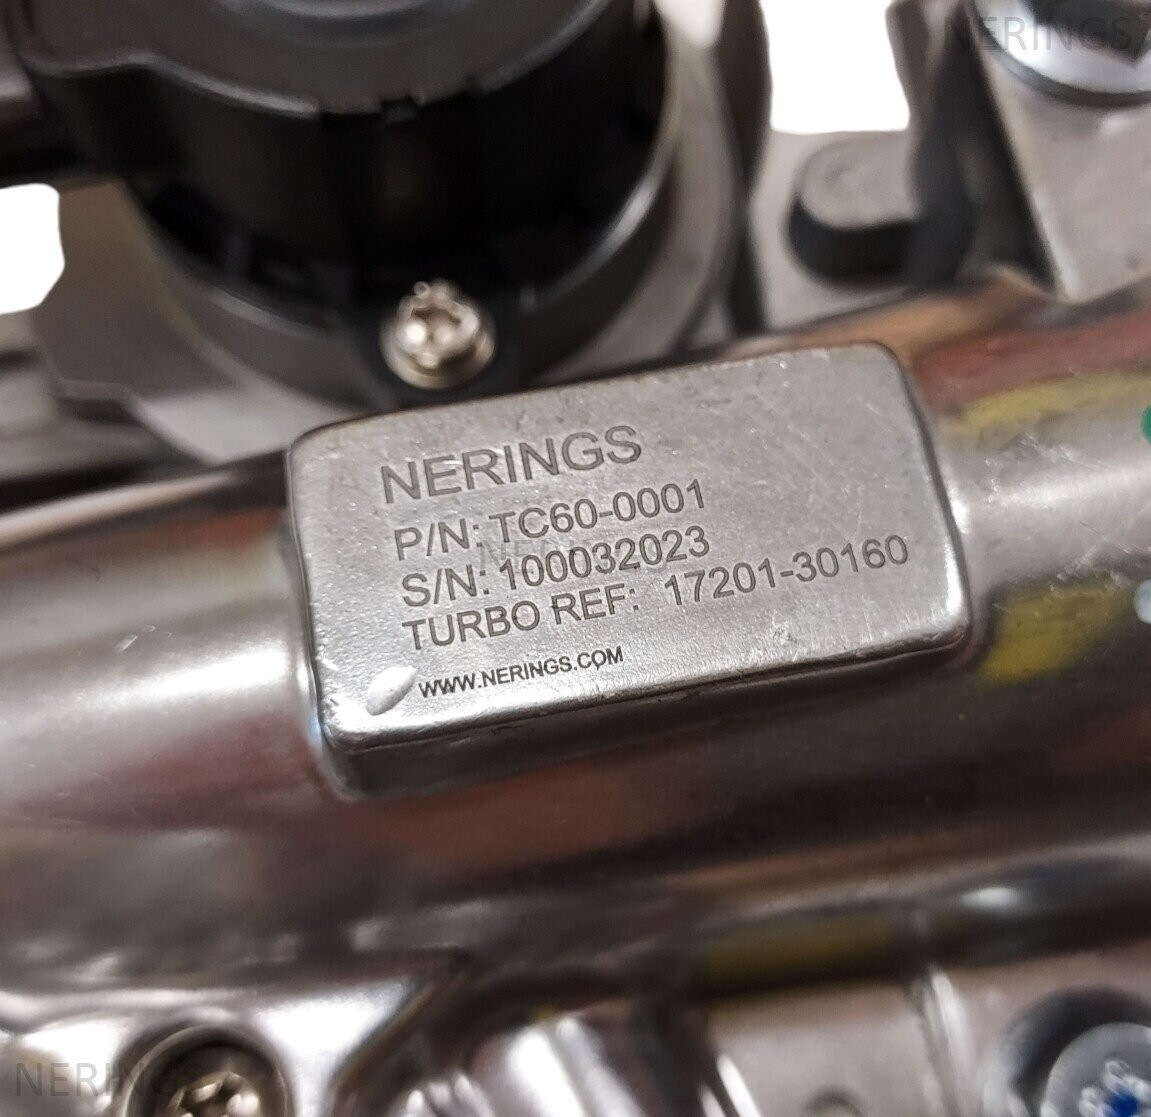 NERINGS
NERINGS
P/N: TC60-0001
S/N: 100032023
TURBO REF: 17201-30160
WWW.NERINGS.COM
NERINGS